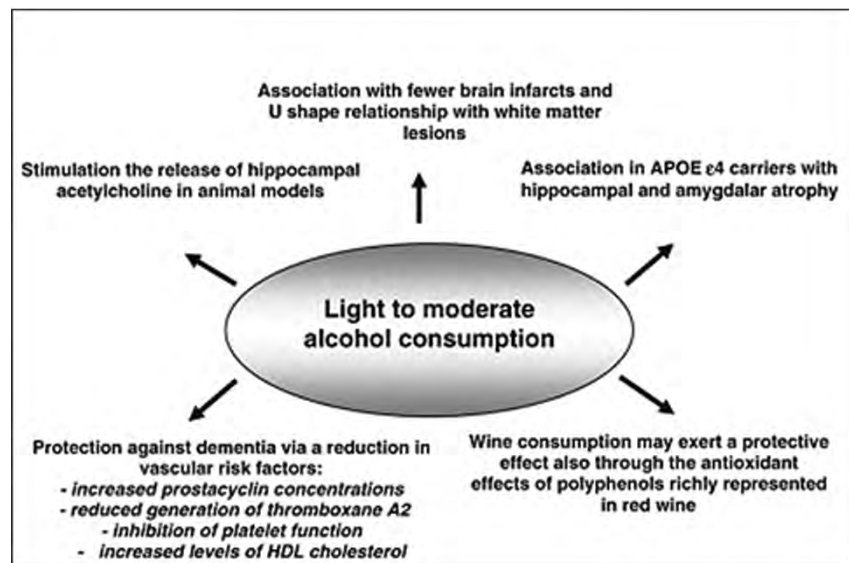 Association with fewer brain infarcts and
U shape relationship with white matter
lesions
Stimulation the release of hippocampal
acetylcholine in animal models
Association in APOE ε4 carriers with
hippocampal and amygdalar atrophy
Light to moderate
alcohol consumption
Protection against dementia via a reduction in
vascular risk factors:
- increased prostacyclin concentrations
- reduced generation of thromboxane A2
- inhibition of platelet function
- increased levels of HDL cholesterol
Wine consumption may exert a protective
effect also through the antioxidant
effects of polyphenols richly represented
in red wine